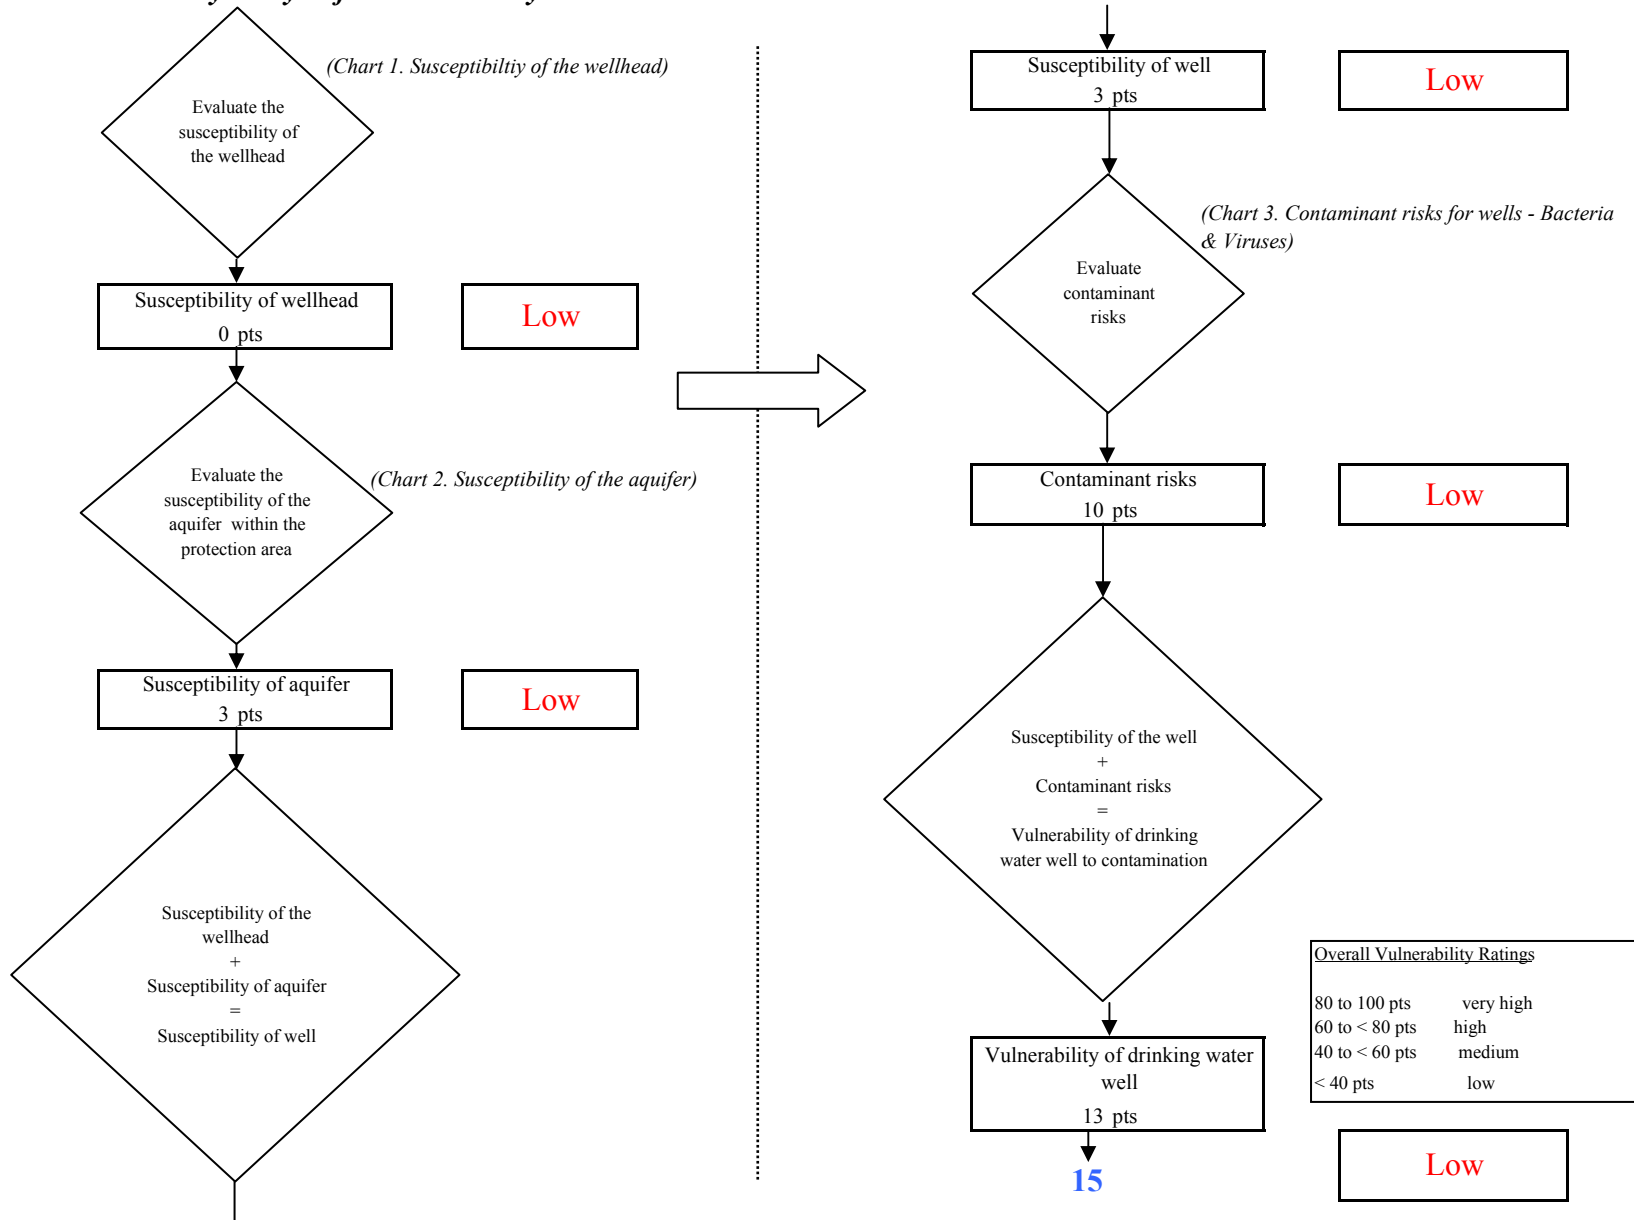 (Chart 1. Susceptibiltiy of the wellhead)
Evaluate the
susceptibility of
the wellhead
Susceptibility of wellhead
0 pts
Low
Evaluate the
susceptibility of the
aquifer within the
protection area
(Chart 2. Susceptibility of the aquifer)
Susceptibility of aquifer
3 pts
Low
Susceptibility of the
wellhead
+
Susceptibility of aquifer
=
Susceptibility of well
Susceptibility of well
3 pts
Low
(Chart 3. Contaminant risks for wells - Bacteria
& Viruses)
Evaluate
contaminant
risks
Contaminant risks
10 pts
Low
Susceptibility of the well
+
Contaminant risks
=
Vulnerability of drinking
water well to contamination
Overall Vulnerability Ratings
80 to 100 pts very high
60 to < 80 pts high
40 to < 60 pts medium
< 40 pts low
Vulnerability of drinking water
well
13 pts
Low
15